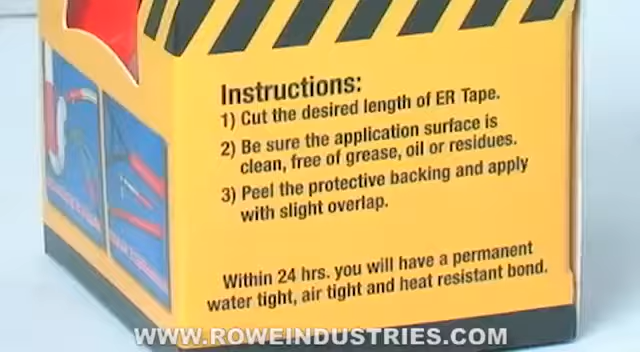 Instructions:
1) Cut the desired length of ER Tape.
2) Be sure the application surface is
clean, free of grease, oil or residues.
3) Peel the protective backing and apply
with slight overlap.
Within 24 hrs. you will have a permanent
water tight, air tight and heat resistant bond.
WWW.ROWEINDUSTRIES.COM